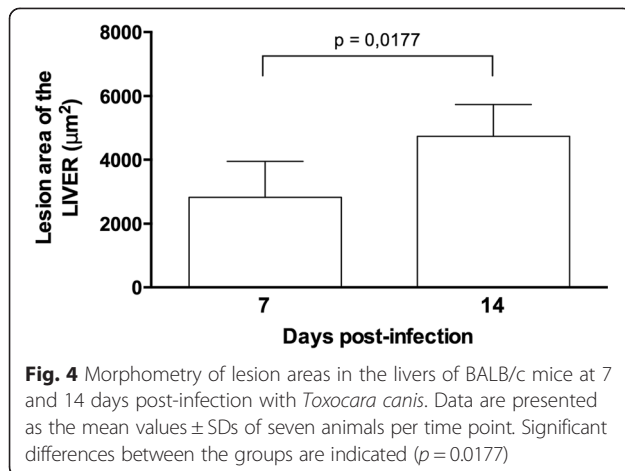 p = 0,0177
8000
6000
4000
2000
0
Lesion area of the
LIVER (µm²)
7
14
Days post-infection
Fig. 4 Morphometry of lesion areas in the livers of BALB/c mice at 7
and 14 days post-infection with Toxocara canis. Data are presented
as the mean values ± SDs of seven animals per time point. Significant
differences between the groups are indicated (p = 0.0177)